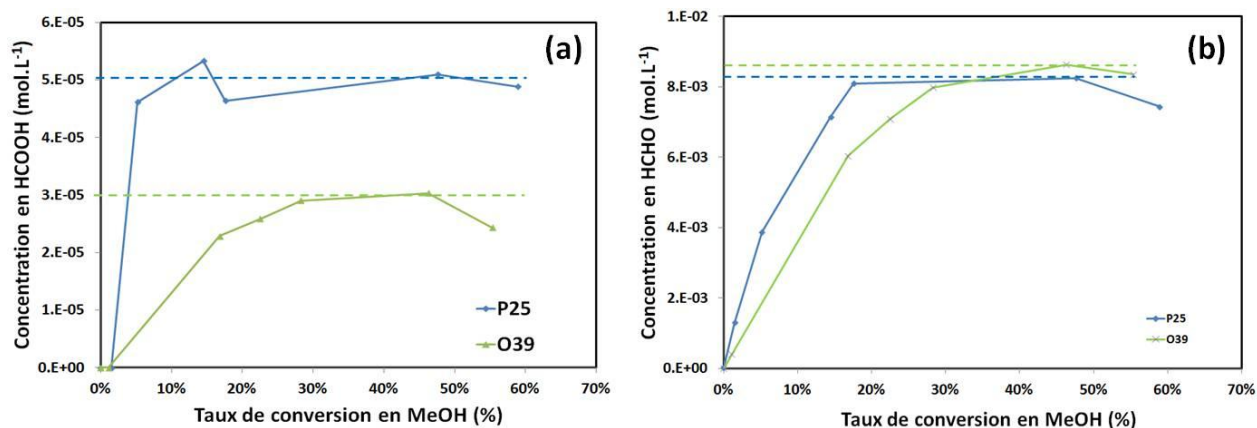 (a)
Concentration en HCOOH (mol.L-1)
6.E-05
5.E-05
4.E-05
3.E-05
2.E-05
1.E-05
0.E+00
0%
10%
20%
30%
40%
50%
60%
70%
Taux de conversion en MeOH (%)
P25
O39
(b)
Concentration en HCHO (mol.L-1)
1.E-02
8.E-03
6.E-03
4.E-03
2.E-03
0.E+00
0%
10%
20%
30%
40%
50%
60%
70%
Taux de conversion en MeOH (%)
P25
O39